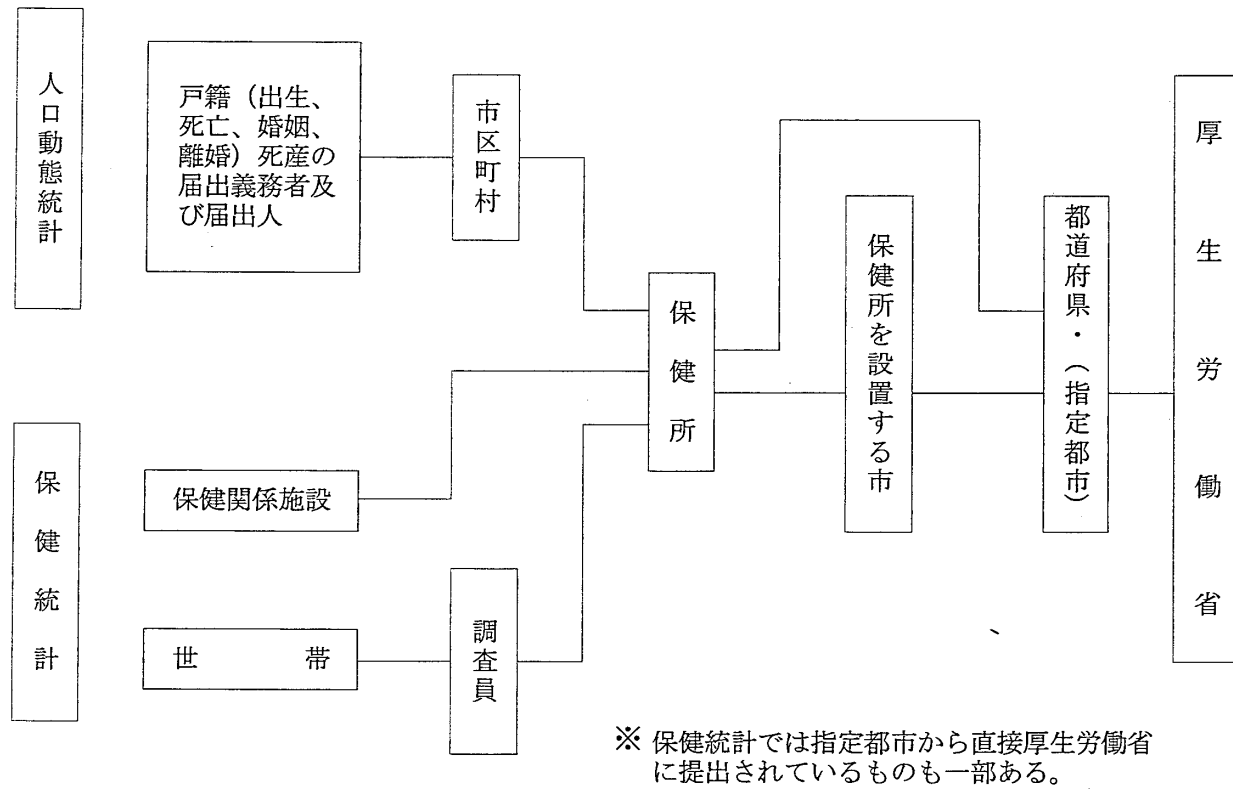 人口動態統計
戸籍（出生、
死亡、婚姻、
離婚）死産の
届出義務者及
び届出人
市区町村
保健統計
保健関係施設
世帯
調査員
保健所
保健所を設置する市
都道府県・（指定都市）
厚生労働省
※ 保健統計では指定都市から直接厚生労働省
に提出されているものも一部ある。